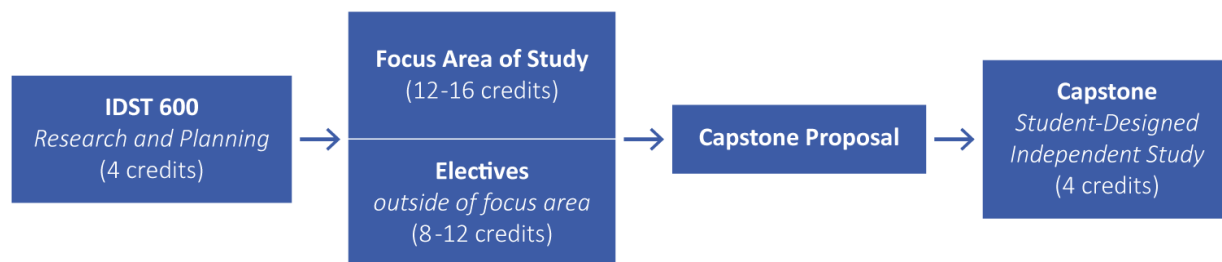 IDST 600
Research and Planning
(4 credits)
Focus Area of Study
(12-16 credits)
Electives
outside of focus area
(8-12 credits)
Capstone Proposal
Capstone
Student-Designed
Independent Study
(4 credits)